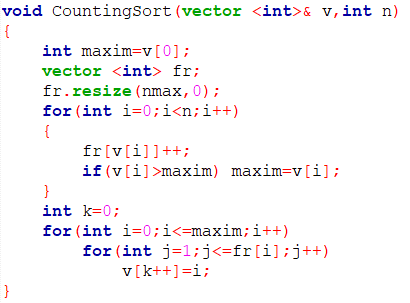 void CountingSort(vector <int>& v,int n)
{
    int maxim=v[0];
    vector <int> fr;
    fr.resize(nmax,0);
    for(int i=0;i<n;i++)
    {
        fr[v[i]]++;
        if(v[i]>maxim) maxim=v[i];
    }
    int k=0;
    for(int i=0;i<=maxim;i++)
        for(int j=1;j<=fr[i];j++)
            v[k++]=i;
}